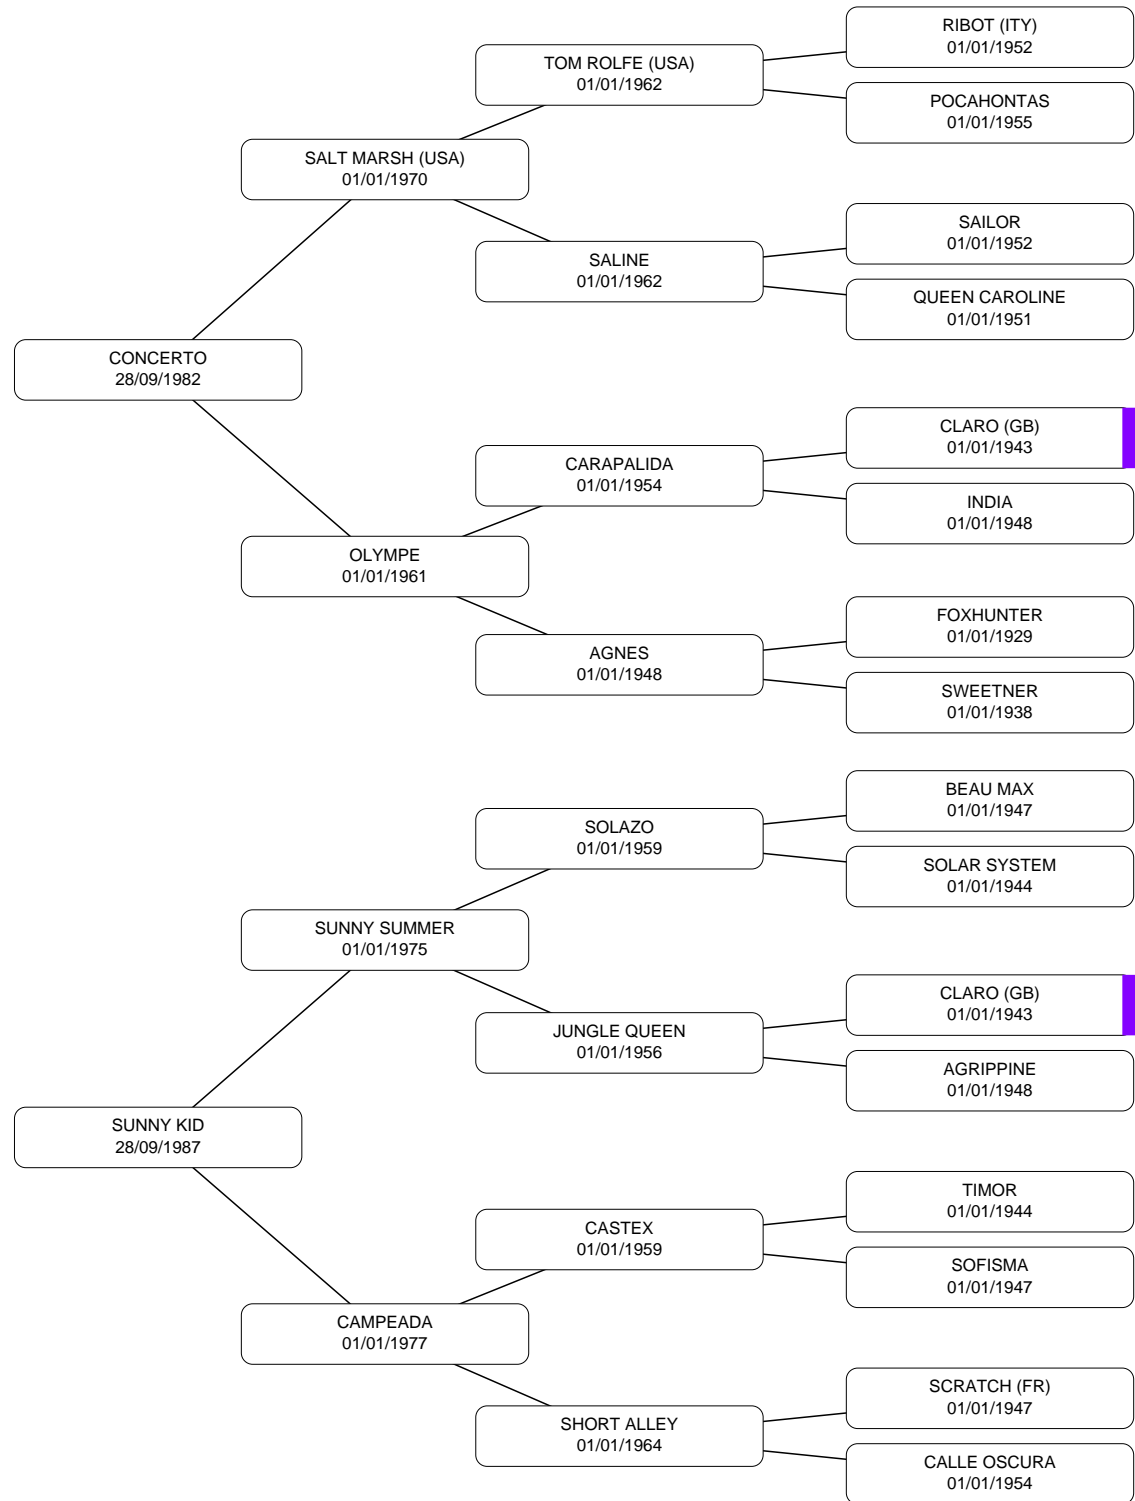 RIBOT (ITY)
01/01/1952
TOM ROLFE (USA)
01/01/1962
POCAHONTAS
01/01/1955
SALT MARSH (USA)
01/01/1970
SAILOR
01/01/1952
SALINE
01/01/1962
QUEEN CAROLINE
01/01/1951
CONCERTO
28/09/1982
CLARO (GB)
01/01/1943
CARAPALIDA
01/01/1954
INDIA
01/01/1948
OLYMPE
01/01/1961
FOXHUNTER
01/01/1929
AGNES
01/01/1948
SWEETNER
01/01/1938
BEAU MAX
01/01/1947
SOLAZO
01/01/1959
SOLAR SYSTEM
01/01/1944
SUNNY SUMMER
01/01/1975
CLARO (GB)
01/01/1943
JUNGLE QUEEN
01/01/1956
AGRIPPINE
01/01/1948
SUNNY KID
28/09/1987
TIMOR
01/01/1944
CASTEX
01/01/1959
SOFISMA
01/01/1947
CAMPEADA
01/01/1977
SCRATCH (FR)
01/01/1947
SHORT ALLEY
01/01/1964
CALLE OSCURA
01/01/1954